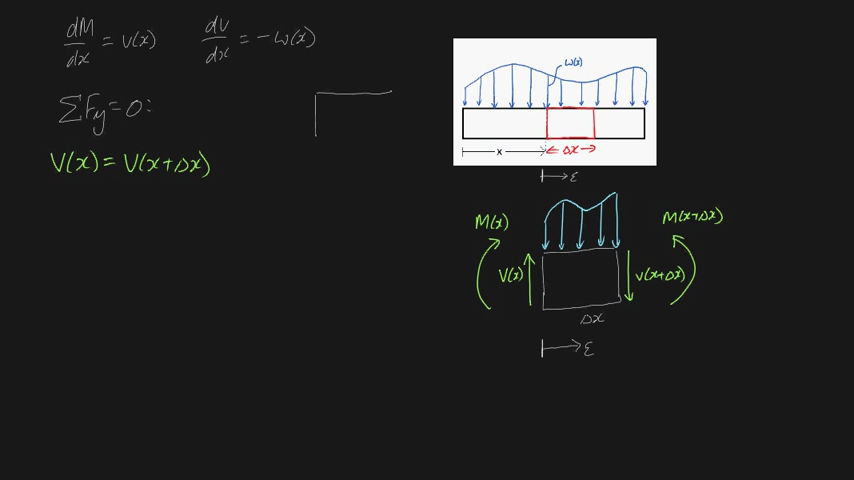 dM/dx = V(x)    dV/dx = -w(x)
ΣFy = 0:
V(x) = V(x+Δx)
w(x)
x
Δx
ε
M(x)
M(x+Δx)
V(x)
V(x+Δx)
Δx
ε